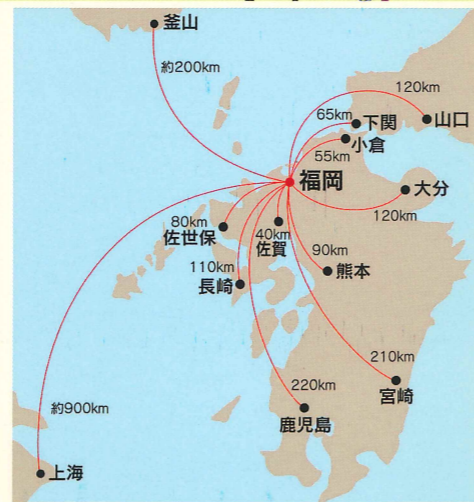 釜山
約200km
120km
65km
下関
山口
小倉
55km
福岡
大分
120km
80km
佐世保
40km
佐賀
90km
熊本
110km
長崎
210km
宮崎
220km
鹿児島
約900km
上海